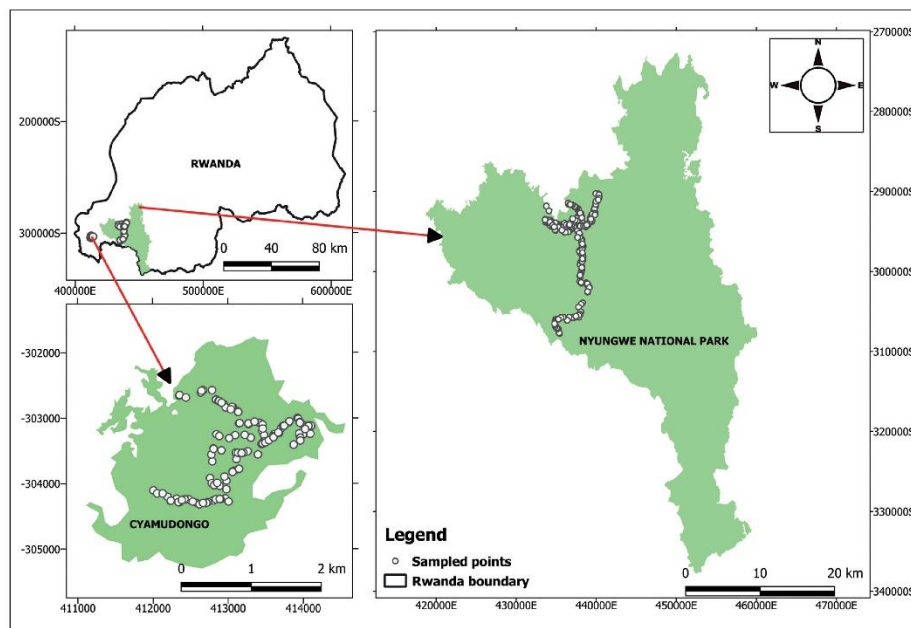 200000S
300000S
RWANDA
0 40 80 km
400000E 500000E 600000E
-302000
-303000
-304000
-305000
CYAMUDONGO
0 1 2 km
411000 412000 413000 414000
N
W E
S
2700000S
280000S
290000S
300000S
310000S
320000S
330000S
340000S
NYUNGWE NATIONAL PARK
Legend
Sampled points
Rwanda boundary
0 10 20 km
420000E 430000E 440000E 450000E 460000E 470000E